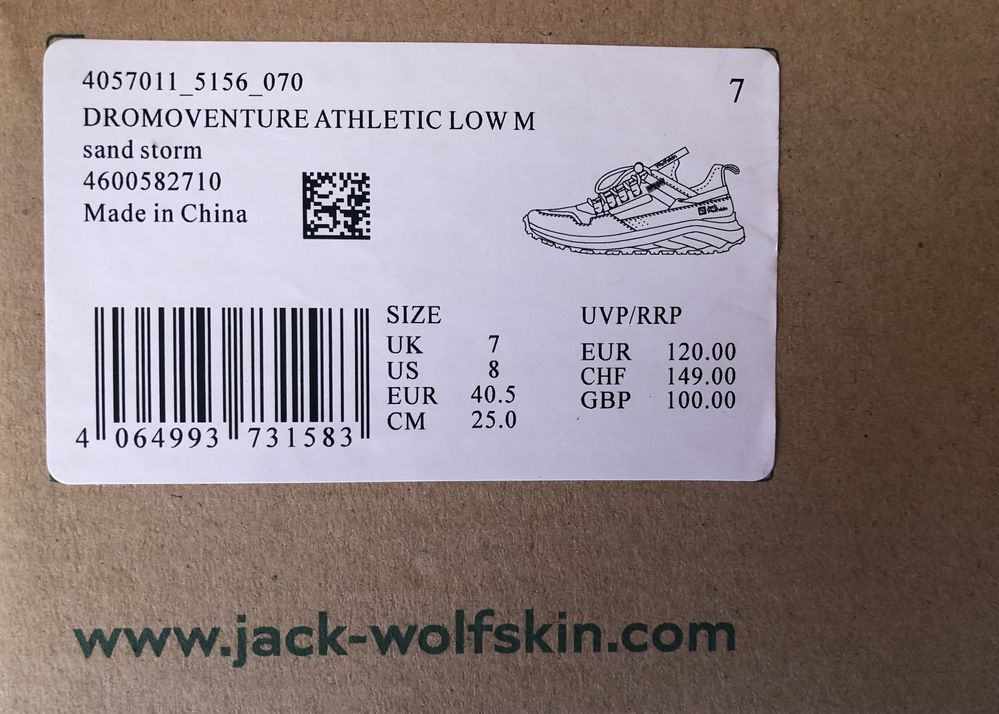 4057011_5156_070
7
DROMOVENTURE ATHLETIC LOW M
sand storm
4600582710
Made in China
SIZE
UK 7
US 8
EUR 40.5
CM 25.0
UVP/RRP
EUR 120.00
CHF 149.00
GBP 100.00
4 064993 731583
www.jack-wolfskin.com